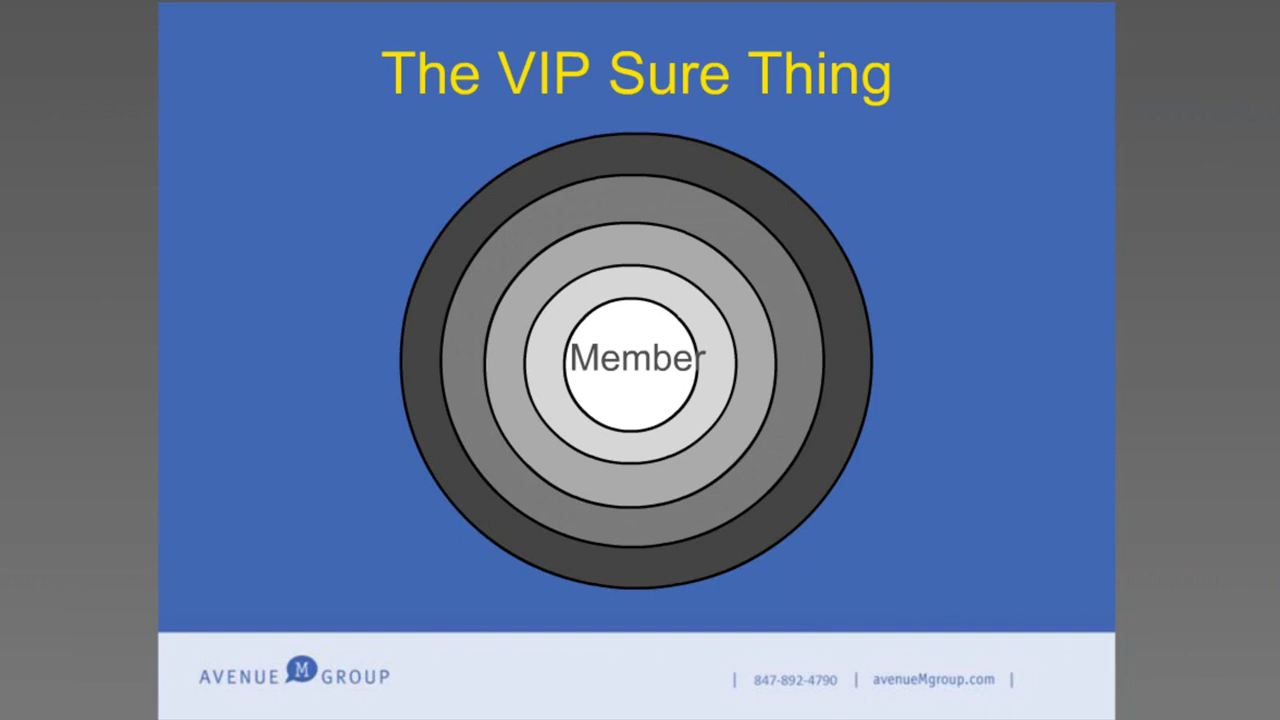 The VIP Sure Thing
Member
AVENUE M GROUP
| 847-892-4790 | avenueMgroup.com |